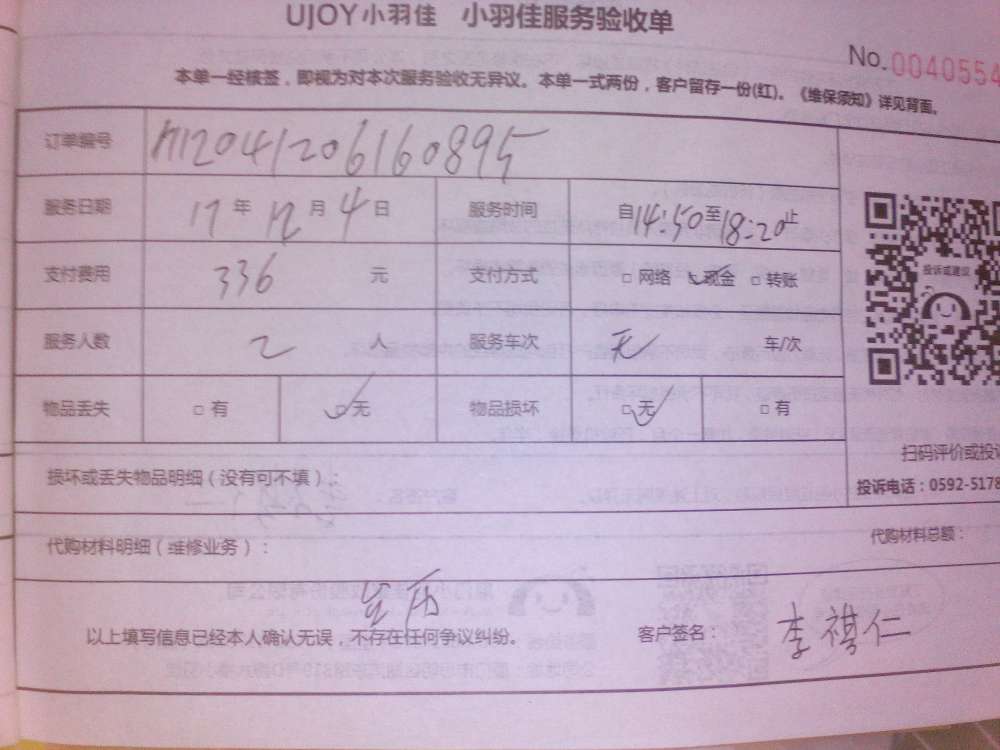 UJOY小羽佳 小羽佳服务验收单
No.0040554
本单一经核签，即视为对本次服务验收无异议。本单一式两份，客户留存一份(红)。《维保须知》详见背面。
订单编号
服务日期 17 年 12 月 4 日 服务时间 自14:50至18:20止
投诉或建议
支付费用 336 元 支付方式 □ 网络 □ 现金 □ 转账
服务人数 2 人 服务车次 无 车/次
物品丢失 □ 有 □ 无 物品损坏 □ 无 □ 有
扫码评价或投
损坏或丢失物品明细（没有可不填）：
投诉电话：0592-5178
代购材料明细（维修业务）：
代购材料总额：
以上填写信息已经本人确认无误，不存在任何争议纠纷。
客户签名： 李祺仁